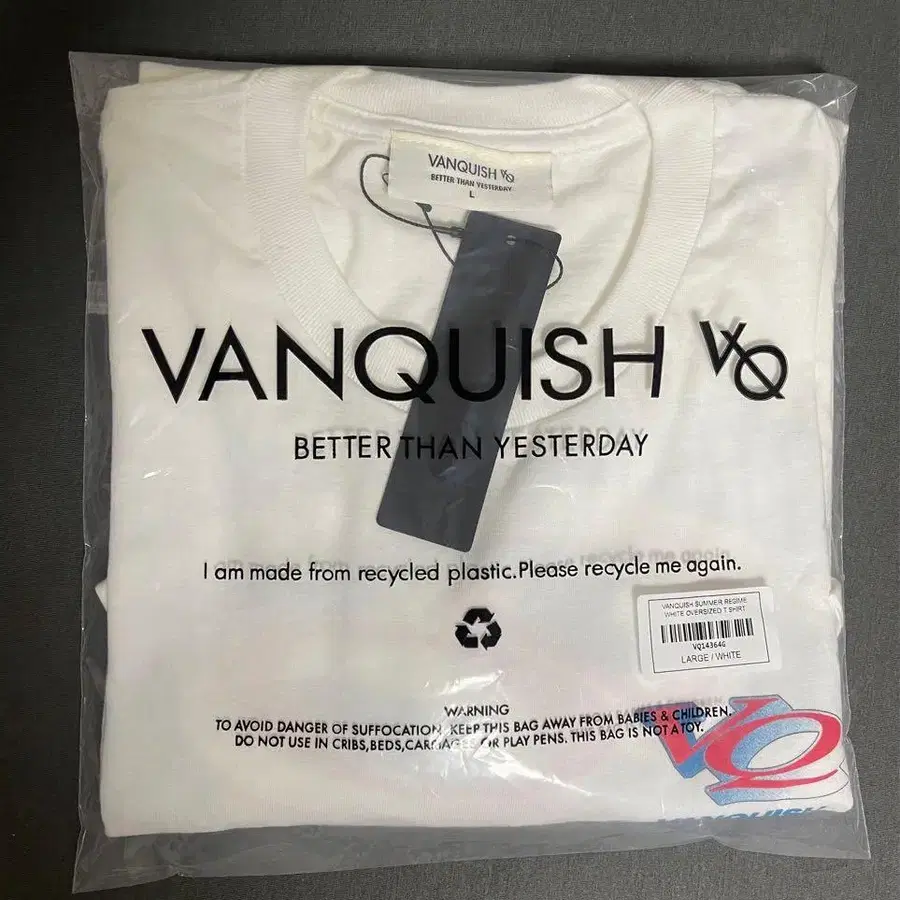 VANQUISH VQ
BETTER THAN YESTERDAY
L
VANQUISH VQ
BETTER THAN YESTERDAY
I am made from recycled plastic.Please recycle me again.
VANQUISH SUMMER REGIME
WHITE OVERSIZED T SHIRT
VQ14364G
LARGE / WHITE
WARNING
TO AVOID DANGER OF SUFFOCATION, KEEP THIS BAG AWAY FROM BABIES & CHILDREN.
DO NOT USE IN CRIBS,BEDS,CARRIAGES OR PLAY PENS. THIS BAG IS NOT A TOY.
VQ
VANQUISH